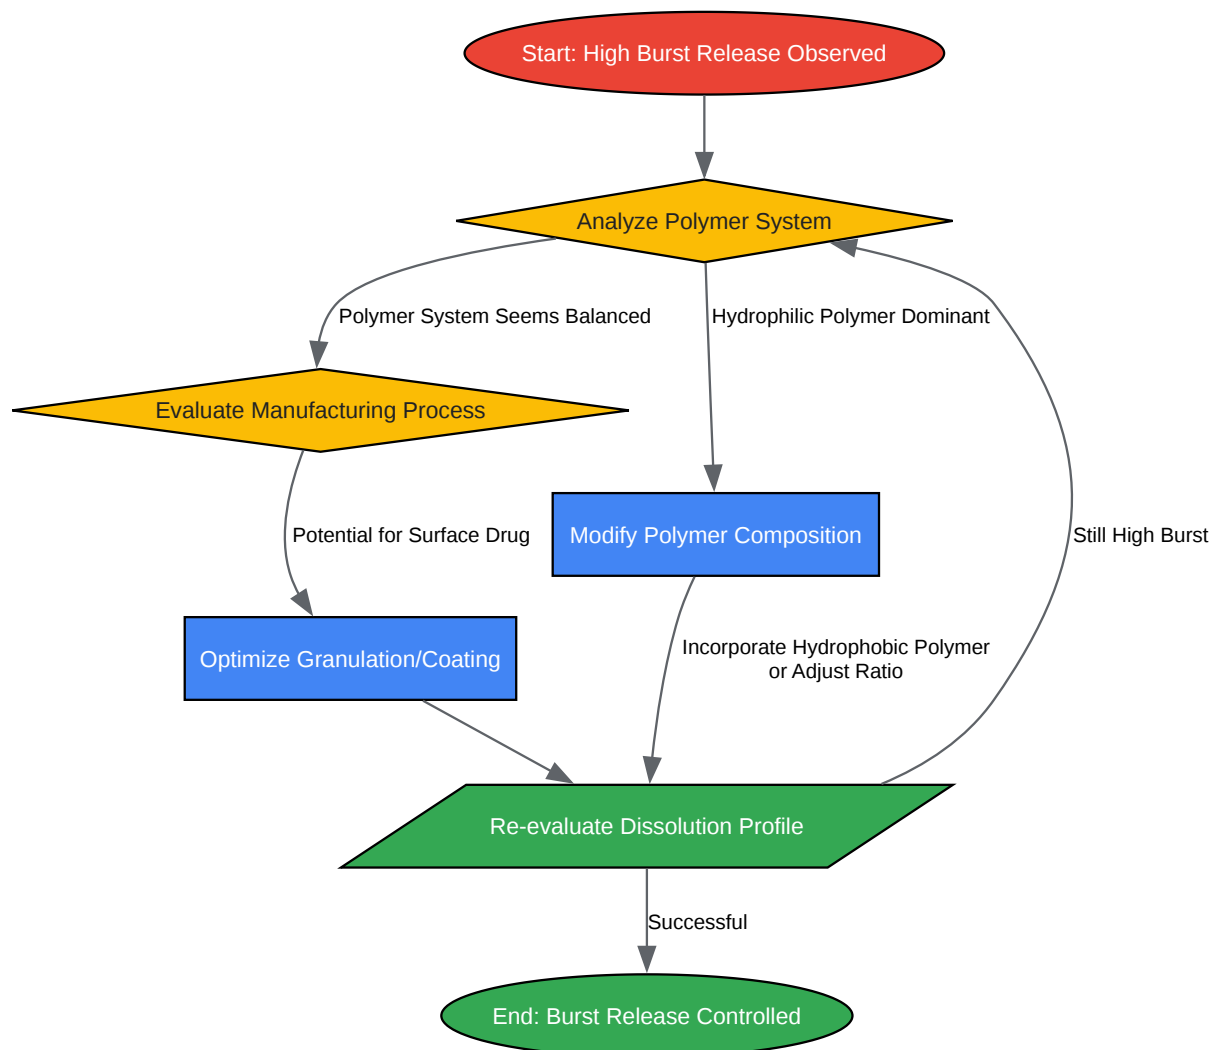 Start: High Burst Release Observed
Analyze Polymer System
Polymer System Seems Balanced
Hydrophilic Polymer Dominant
Evaluate Manufacturing Process
Potential for Surface Drug
Modify Polymer Composition
Still High Burst
Optimize Granulation/Coating
Incorporate Hydrophobic Polymer
or Adjust Ratio
Re-evaluate Dissolution Profile
Successful
End: Burst Release Controlled